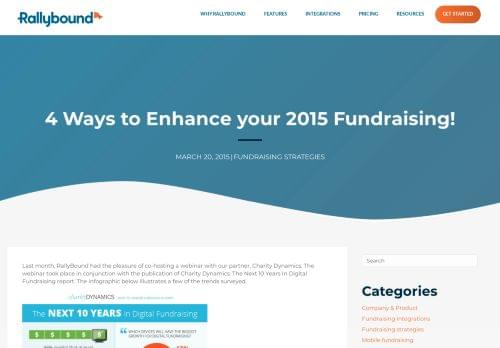 Rallybound
WHY RALLYBOUND
FEATURES
INTEGRATIONS
PRICING
RESOURCES
GET STARTED
4 Ways to Enhance your 2015 Fundraising!
MARCH 20, 2015 | FUNDRAISING STRATEGIES
Last month, RallyBound had the pleasure of co-hosting a webinar with our partner, Charity Dynamics. The
webinar took place in conjunction with the publication of Charity Dynamics: The Next 10 Years In Digital
Fundraising report. The infographic below illustrates a few of the trends surveyed.
charityDYNAMICS
The NEXT 10 YEARS In Digital Fundraising
WHICH DEVICES WILL HAVE THE BIGGEST
GROWTH FOR DIGITAL FUNDRAISING?
Search
Categories
Company & Product
Fundraising integrations
Fundraising strategies
Mobile fundraising